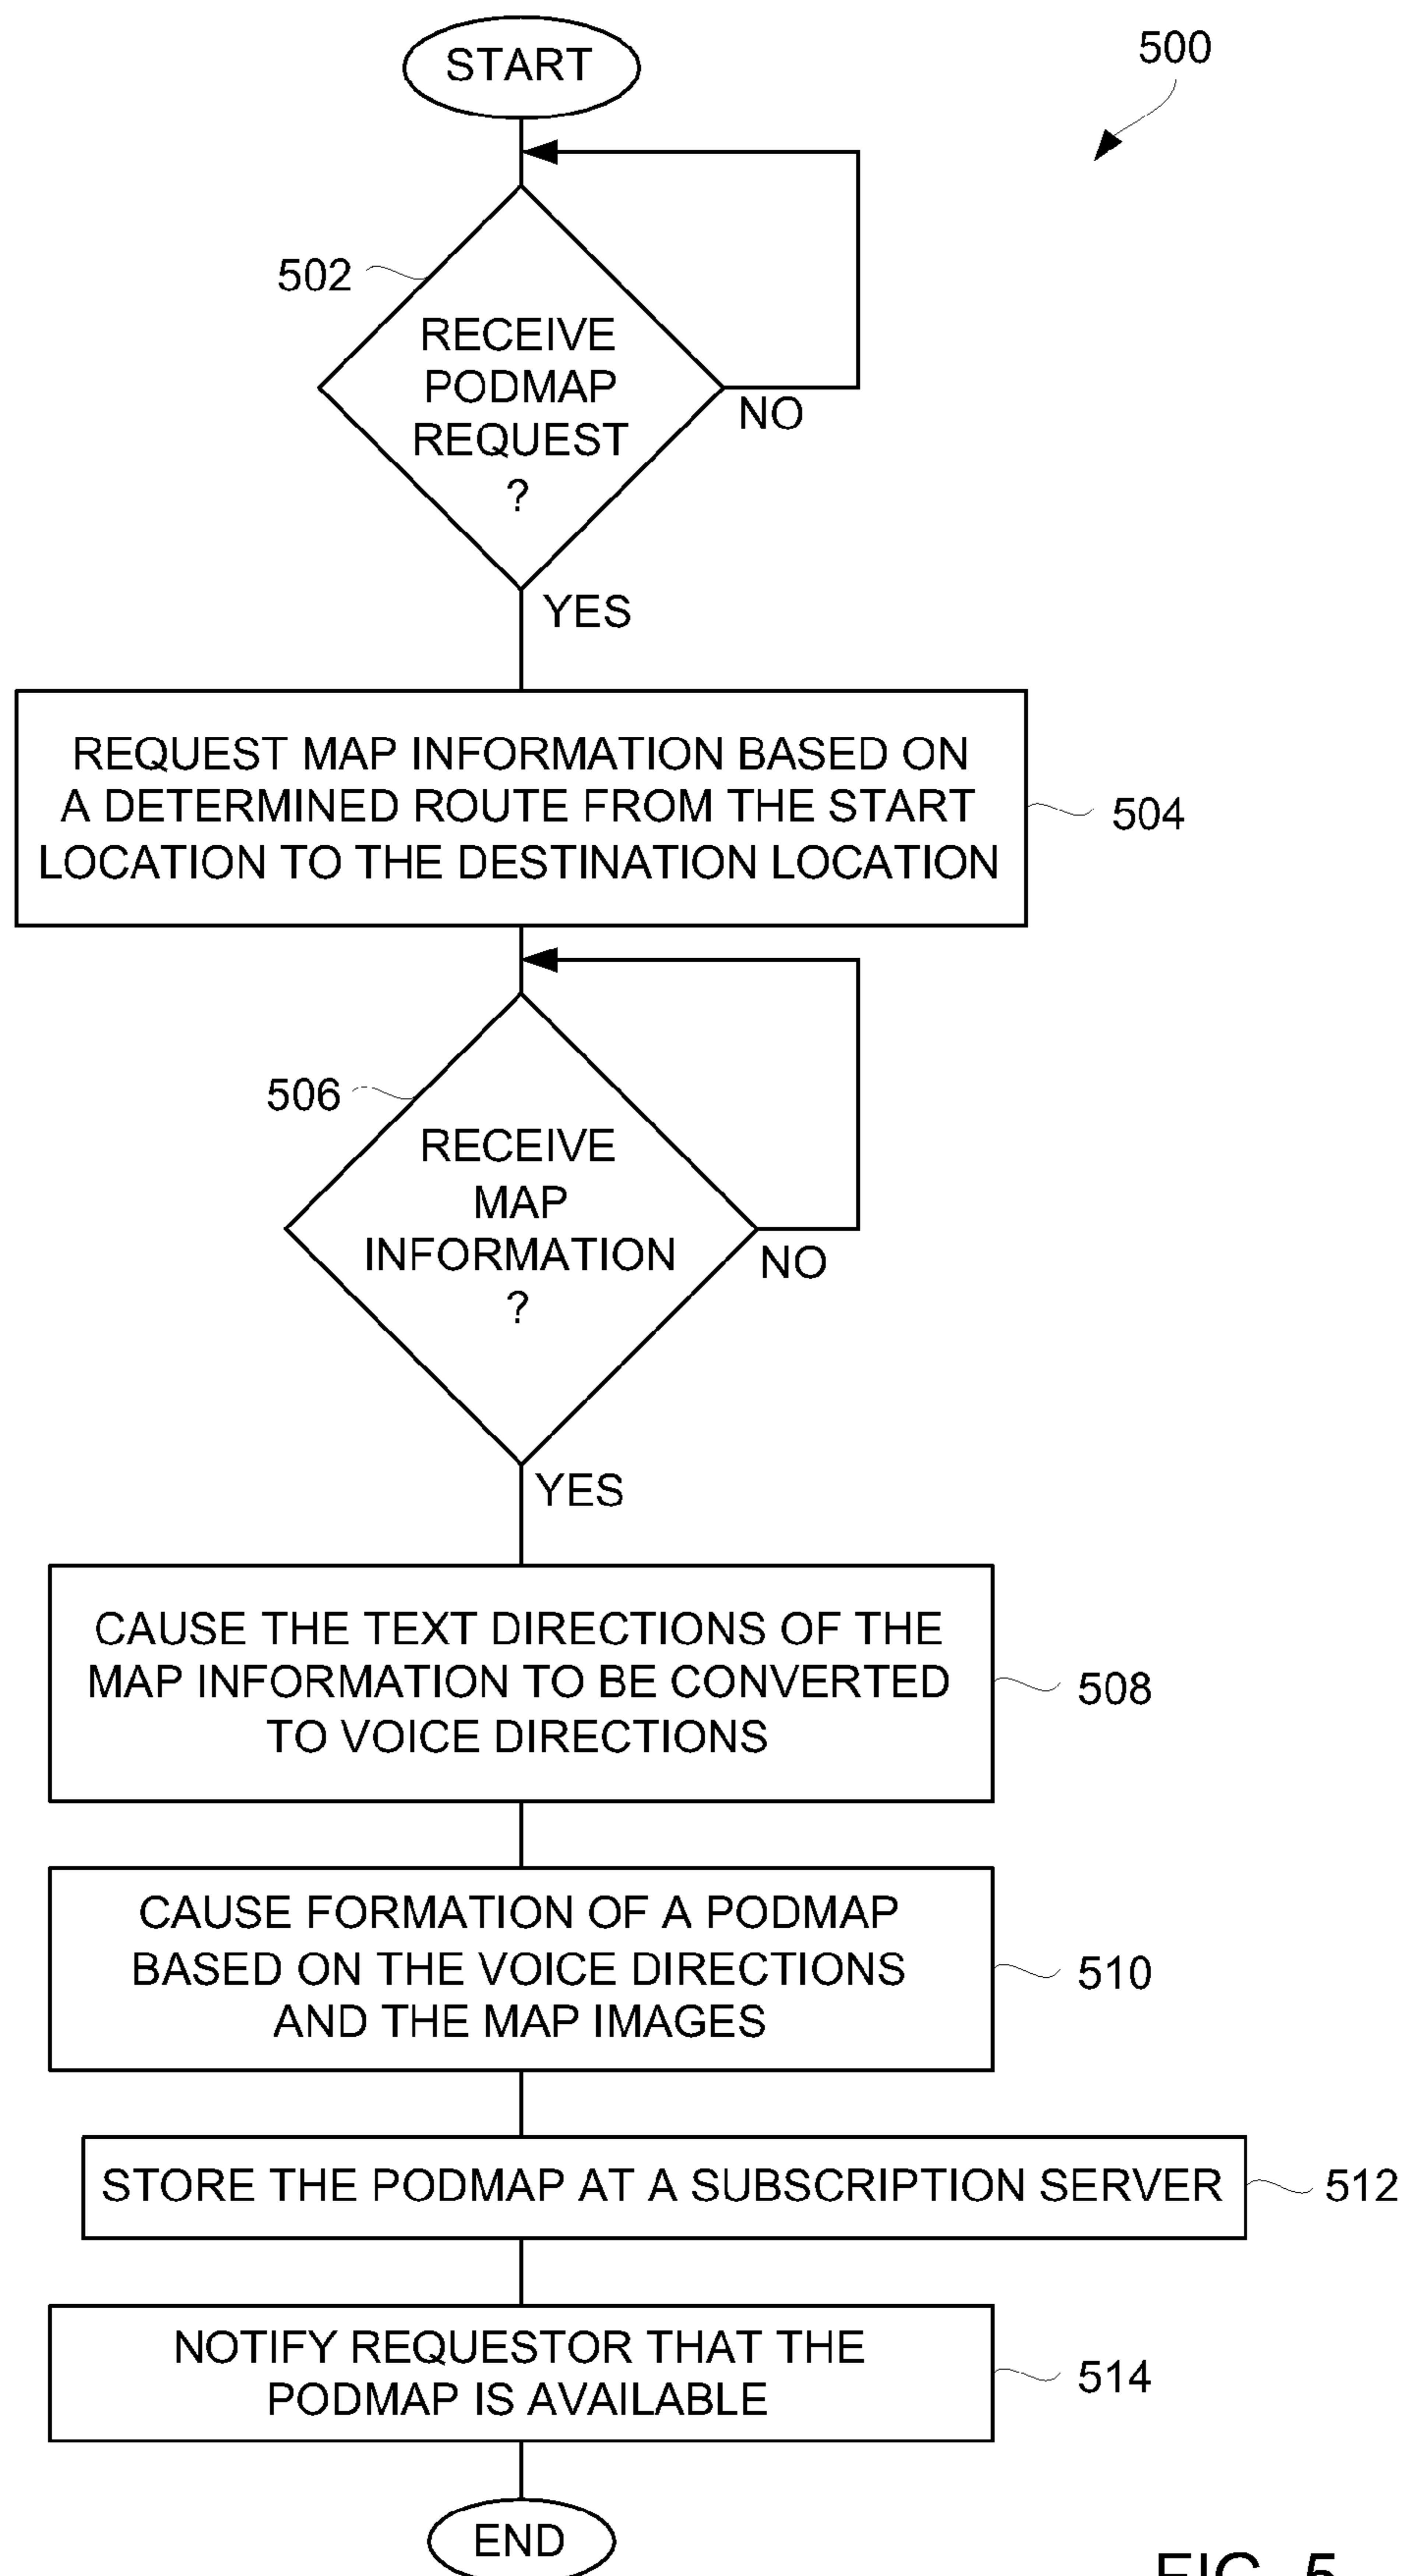 START
500
502
RECEIVE
PODMAP
REQUEST
?
NO
YES
REQUEST MAP INFORMATION BASED ON
A DETERMINED ROUTE FROM THE START
LOCATION TO THE DESTINATION LOCATION
504
506
RECEIVE
MAP
INFORMATION
?
NO
YES
CAUSE THE TEXT DIRECTIONS OF THE
MAP INFORMATION TO BE CONVERTED
TO VOICE DIRECTIONS
508
CAUSE FORMATION OF A PODMAP
BASED ON THE VOICE DIRECTIONS
AND THE MAP IMAGES
510
STORE THE PODMAP AT A SUBSCRIPTION SERVER
512
NOTIFY REQUESTOR THAT THE
PODMAP IS AVAILABLE
514
END
FIG. 5